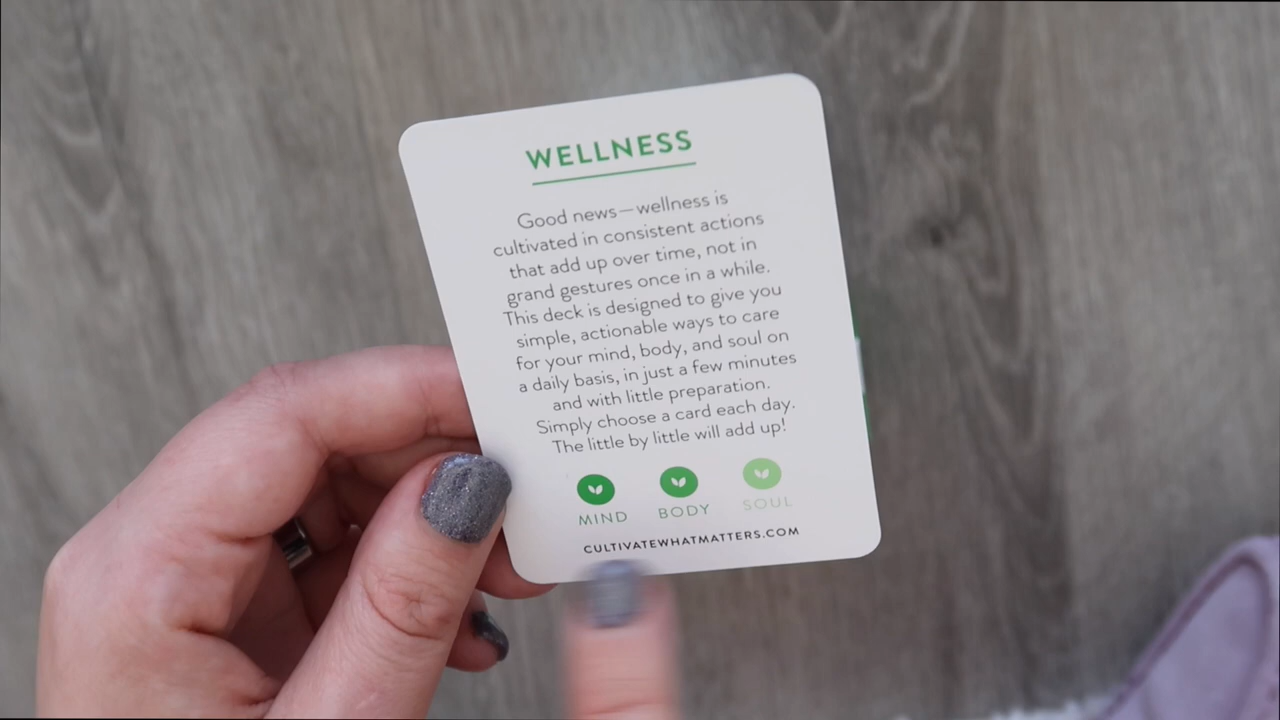 WELLNESS
Good news—wellness is
cultivated in consistent actions
that add up over time, not in
grand gestures once in a while.
This deck is designed to give you
simple, actionable ways to care
for your mind, body, and soul on
a daily basis, in just a few minutes
and with little preparation.
Simply choose a card each day.
The little by little will add up!
MIND BODY SOUL
CULTIVATEWHATMATTERS.COM